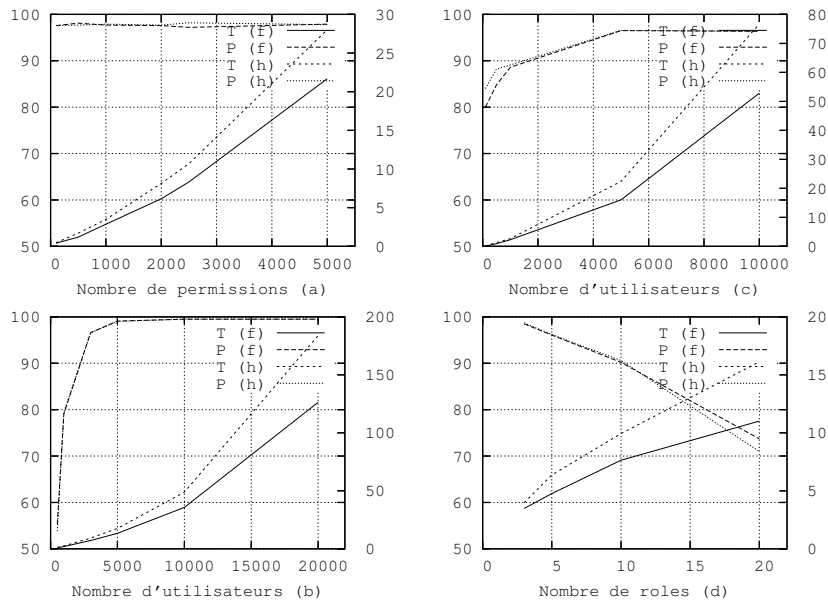 100 30
T (f)
P (f)
T (h)
P (h)
90 25
80 20
70 15
60 10
50 5
0
0 1000 2000 3000 4000 5000
Nombre de permissions (a)
100 80
T (f)
P (f)
T (h)
P (h)
90 70
80 60
70 50
60 40
50 30
20
10
0
0 2000 4000 6000 8000 10000
Nombre d'utilisateurs (c)
100 200
T (f)
P (f)
T (h)
P (h)
90 150
80 100
70 50
60 0
50
0 5000 10000 15000 20000
Nombre d'utilisateurs (b)
100 20
T (f)
P (f)
T (h)
P (h)
90 15
80 10
70 5
60 0
50
0 5 10 15 20
Nombre de roles (d)